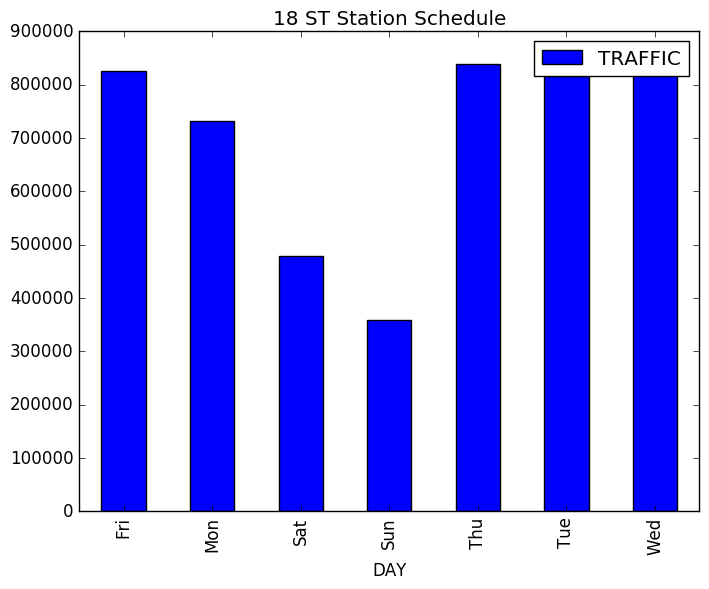 18 ST Station Schedule
900000
800000
700000
600000
500000
400000
300000
200000
100000
0
TRAFFIC
Fri
Mon
Sat
Sun
Thu
Tue
Wed
DAY